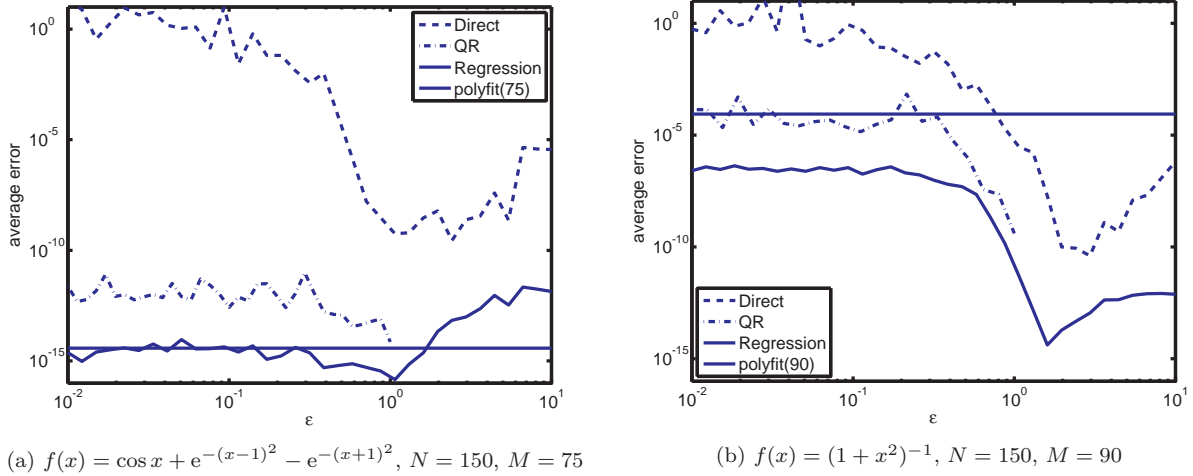 10^0
10^-5
10^-10
10^-15
average error
10^-2
10^-1
10^0
10^1
ε
Direct
QR
Regression
polyfit(75)
(a) f(x) = cos x + e^{-(x-1)^2} - e^{-(x+1)^2}, N = 150, M = 75
10^0
10^-5
10^-10
10^-15
average error
10^-2
10^-1
10^0
10^1
ε
Direct
QR
Regression
polyfit(90)
(b) f(x) = (1 + x^2)^{-1}, N = 150, M = 90